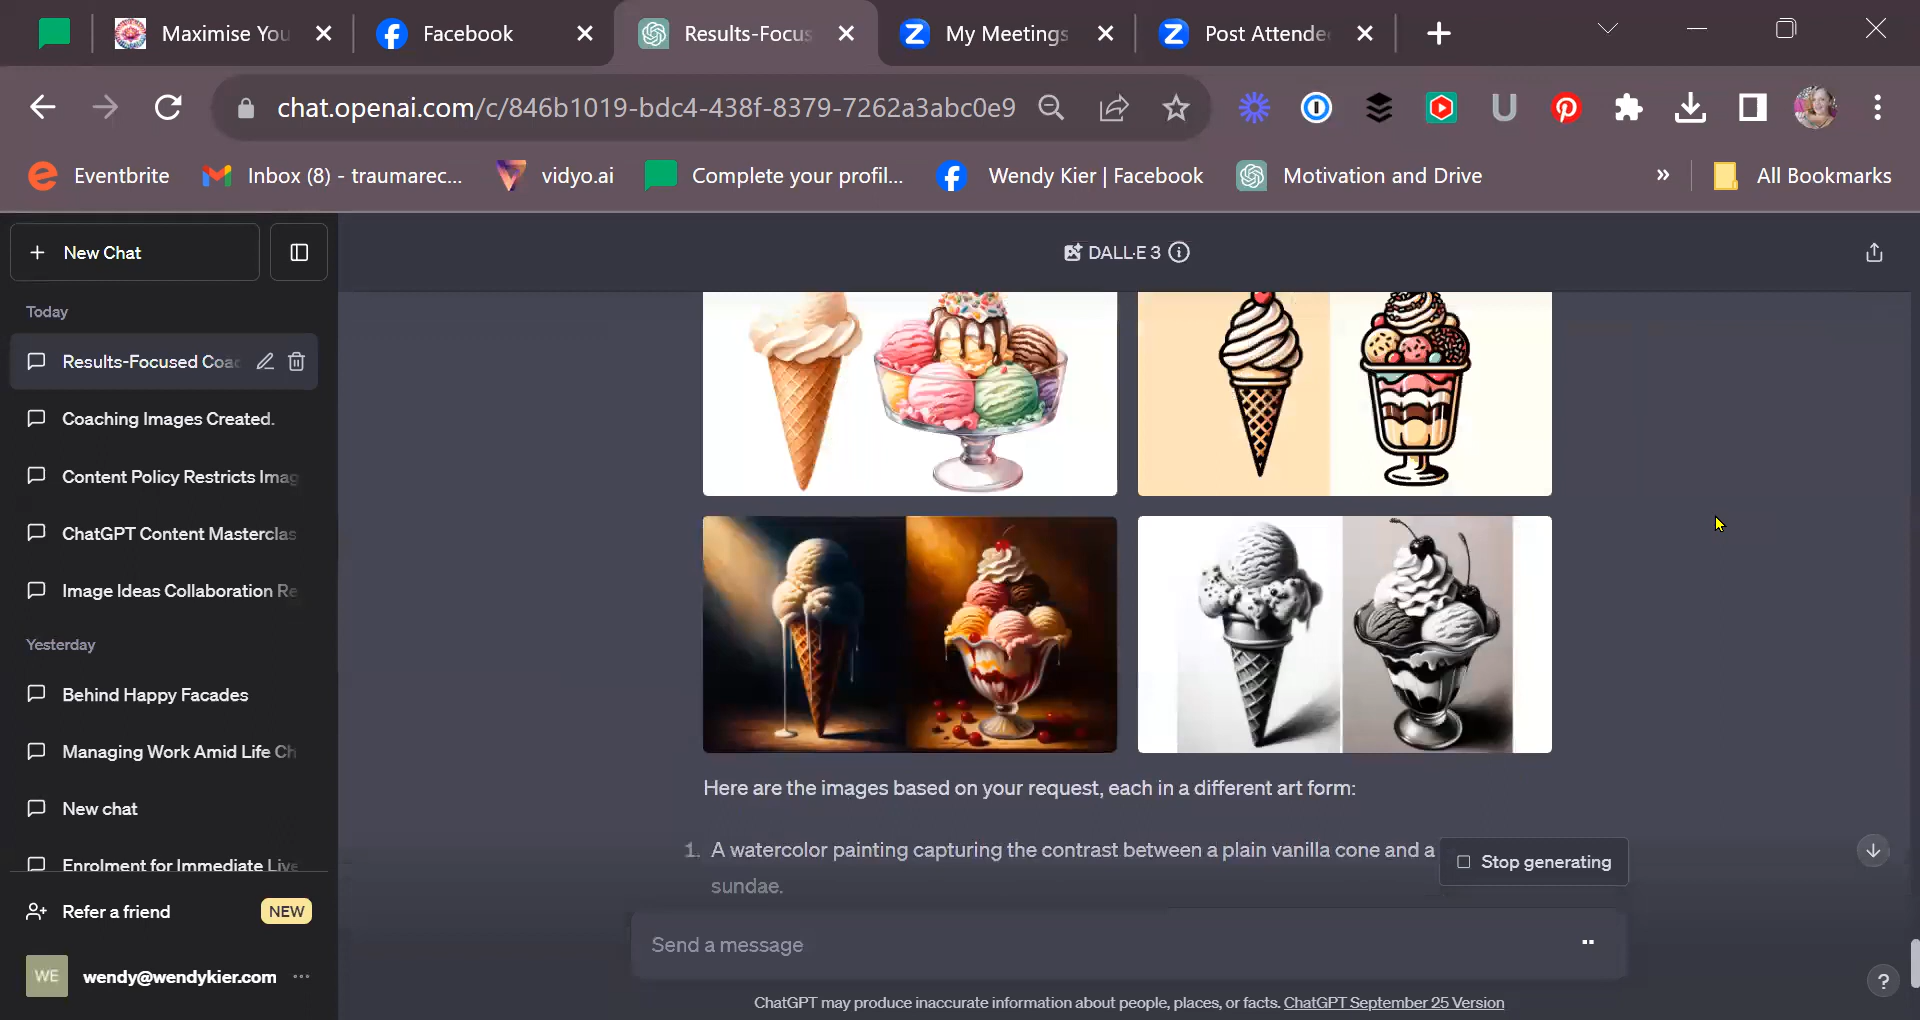 Maximise You
Facebook
Results-Focus
My Meetings
Post Attende
chat.openai.com/c/846b1019-bdc4-438f-8379-7262a3abc0e9
Eventbrite
Inbox (8) - traumarec...
vidyo.ai
Complete your profil...
Wendy Kier | Facebook
Motivation and Drive
»
All Bookmarks
New Chat
DALL·E 3
Today
Results-Focused Coac
Coaching Images Created.
Content Policy Restricts Imag
ChatGPT Content Masterclas
Image Ideas Collaboration Re
Yesterday
Behind Happy Facades
Managing Work Amid Life Ch
New chat
Enrolment for Immediate Live
Refer a friend
NEW
WE
wendy@wendykier.com
Here are the images based on your request, each in a different art form:
1. A watercolor painting capturing the contrast between a plain vanilla cone and a
sundae.
Stop generating
Send a message
ChatGPT may produce inaccurate information about people, places, or facts. ChatGPT September 25 Version
?